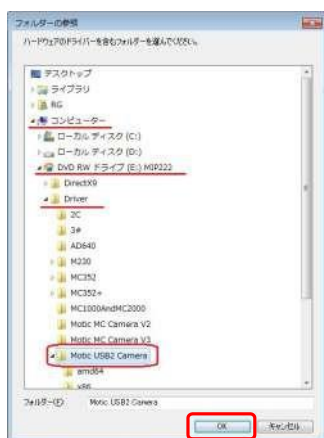 フォルダーの参照
ハードウェアのドライバーを含むフォルダーを選んでください。
デスクトップ
ライブラリ
RG
コンピューター
ローカル ディスク (C:)
ローカル ディスク (D:)
DVD RW ドライブ (E:) MIP222
DirectX9
Driver
2C
3#
AD640
M230
MC352
MC352+
MC1000AndMC2000
Motic MC Camera V2
Motic MC Camera V3
Motic USB2 Camera
amd64
x86
フォルダー(F): Motic USB2 Camera
OK キャンセル